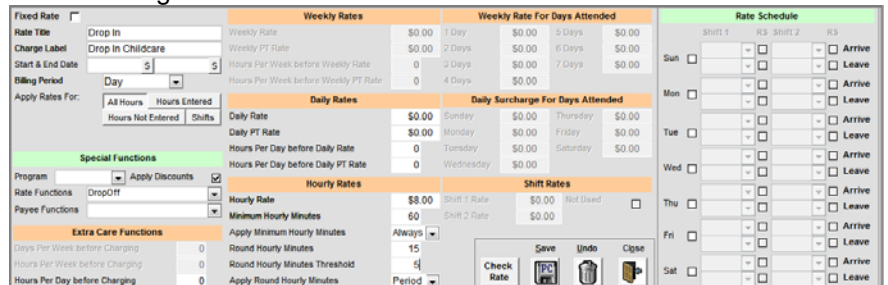 Fixed Rate
Rate Title Drop In
Charge Label Drop In Childcare
Start & End Date S S
Billing Period Day
Apply Rates For: All Hours Hours Entered
Hours Not Entered Shifts
Special Functions
Program Apply Discounts
Rate Functions DropOff
Payee Functions
Extra Care Functions
Days Per Week before Charging 0
Hours Per Week before Charging 0
Hours Per Day before Charging 0
Weekly Rates
Weekly Rate $0.00
Weekly PT Rate $0.00
Hours Per Week before Weekly Rate 0
Hours Per Week before Weekly PT Rate 0
Daily Rates
Daily Rate $0.00
Daily PT Rate $0.00
Hours Per Day before Daily Rate 0
Hours Per Day before Daily PT Rate 0
Hourly Rates
Hourly Rate $8.00
Minimum Hourly Minutes 60
Apply Minimum Hourly Minutes Always
Round Hourly Minutes 15
Round Hourly Minutes Threshold 5
Apply Round Hourly Minutes Period
Weekly Rate For Days Attended
1 Day $0.00 5 Days $0.00
2 Days $0.00 6 Days $0.00
3 Days $0.00 7 Days $0.00
4 Days $0.00
Daily Surcharge For Days Attended
Sunday $0.00 Thursday $0.00
Monday $0.00 Friday $0.00
Tuesday $0.00 Saturday $0.00
Wednesday $0.00
Shift Rates
Shift 1 Rate $0.00 Not Used
Shift 2 Rate $0.00
Check Rate Save Undo Close
PC
Rate Schedule
Shift 1 RS Shift 2 RS
Sun Arrive
Leave
Mon Arrive
Leave
Tue Arrive
Leave
Wed Arrive
Leave
Thu Arrive
Leave
Fri Arrive
Leave
Sat Arrive
Leave